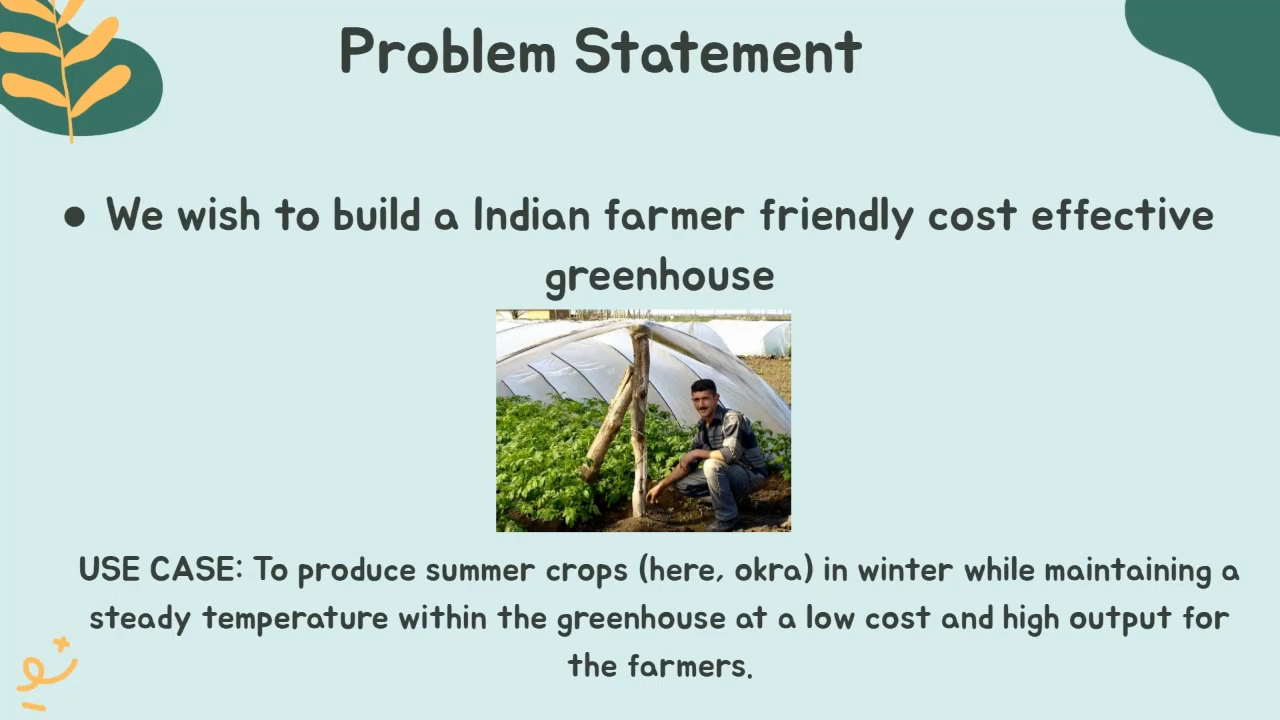 Problem Statement
● We wish to build a Indian farmer friendly cost effective
greenhouse
USE CASE: To produce summer crops (here, okra) in winter while maintaining a
steady temperature within the greenhouse at a low cost and high output for
the farmers.